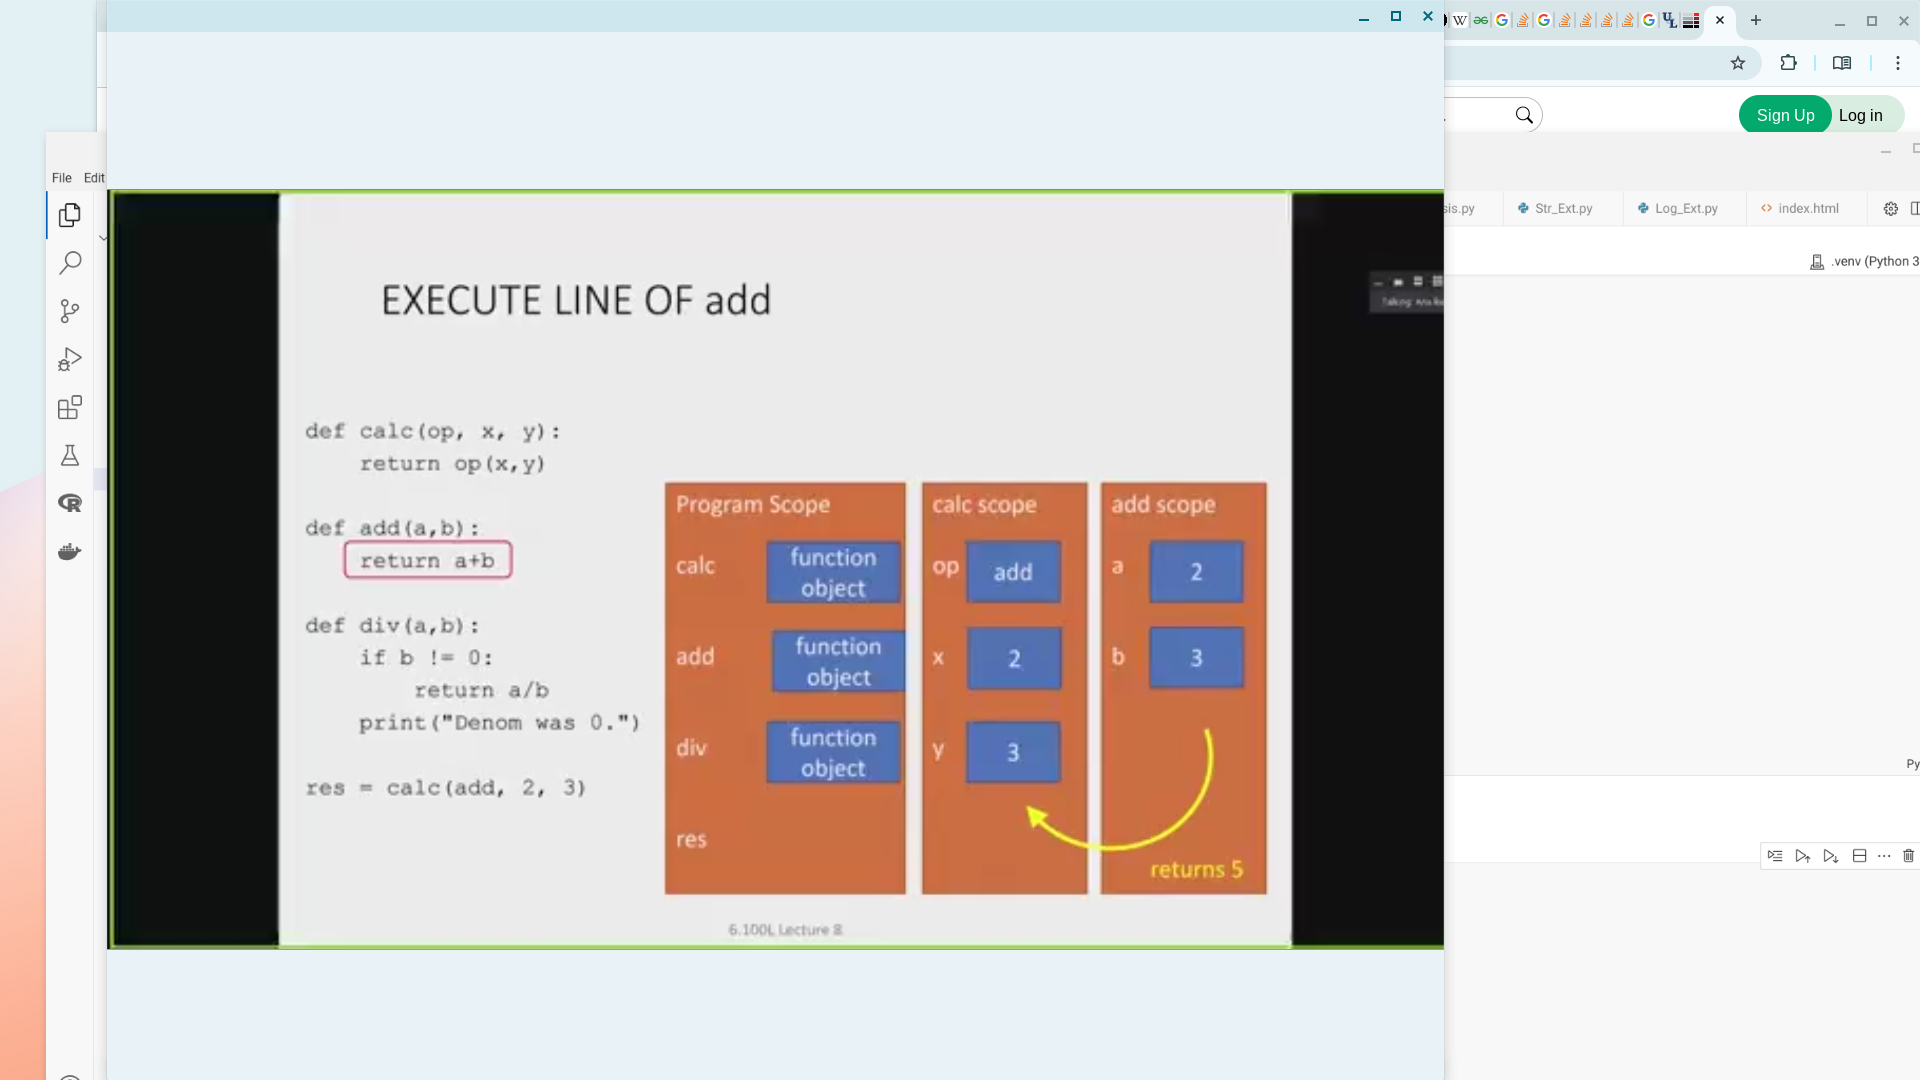 Sign Up
Log in
File Edit
sis.py
Str_Ext.py
Log_Ext.py
index.html
.venv (Python 3
EXECUTE LINE OF add
def calc(op, x, y):
return op(x,y)
def add(a,b):
return a+b
def div(a,b):
if b != 0:
return a/b
print("Denom was 0.")
res = calc(add, 2, 3)
Program Scope
calc
function
object
add
function
object
div
function
object
res
calc scope
op
add
x
2
y
3
add scope
a
2
b
3
returns 5
6.100L Lecture 8
Py